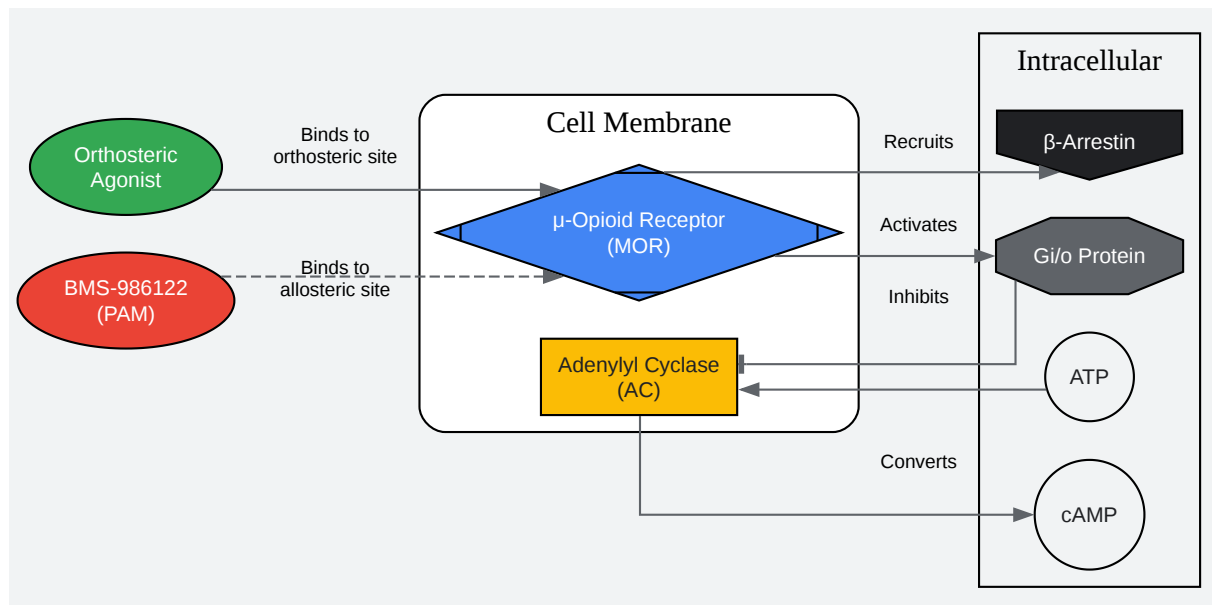 Orthosteric
Agonist
BMS-986122
(PAM)
Binds to
orthosteric site
Binds to
allosteric site
Cell Membrane
μ-Opioid Receptor
(MOR)
Adenylyl Cyclase
(AC)
Recruits
Activates
Inhibits
Converts
Intracellular
β-Arrestin
Gi/o Protein
ATP
cAMP